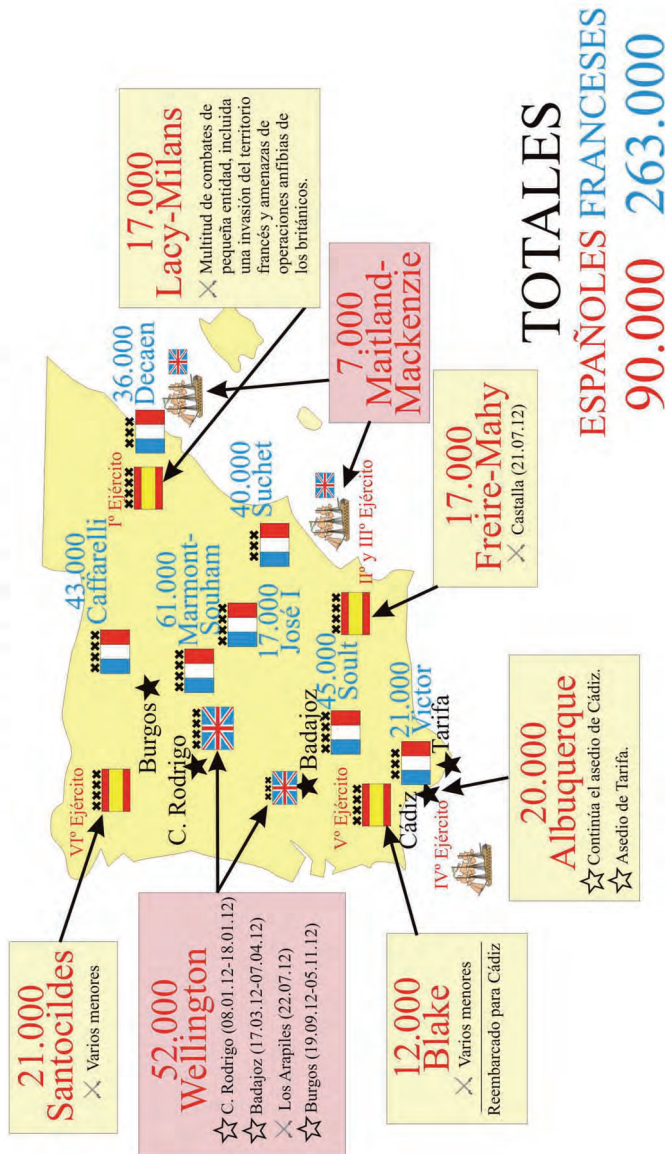 21.000
Santocildes
Varios menores
52.000
Wellington
C. Rodrigo (08.01.12-18.01.12)
Badajoz (17.03.12-07.04.12)
Los Arapiles (22.07.12)
Burgos (19.09.12-05.11.12)
12.000
Blake
Varios menores
Reembarcado para Cádiz
VIº Ejército
Burgos
C. Rodrigo
Badajoz
Vº Ejército
Cádiz
Tarifa
IVº Ejército
43.000
Caffarelli
61.000
Marmont-
Souham
17.000
José I
45.000
Soult
21.000
Victor
Iº Ejército
36.000
Decaen
40.000
Suchet
IIº y IIIº Ejército
20.000
Albuquerque
Continúa el asedio de Cádiz.
Asedio de Tarifa.
17.000
Lacy-Milans
Multitud de combates de
pequeña entidad, incluida
una invasión del territorio
francés y amenazas de
operaciones anfibias de
los británicos.
7.000
Maitland-
Mackenzie
17.000
Freire-Mahy
Castalla (21.07.12)
TOTALES
ESPAÑOLES FRANCESES
90.000 263.000